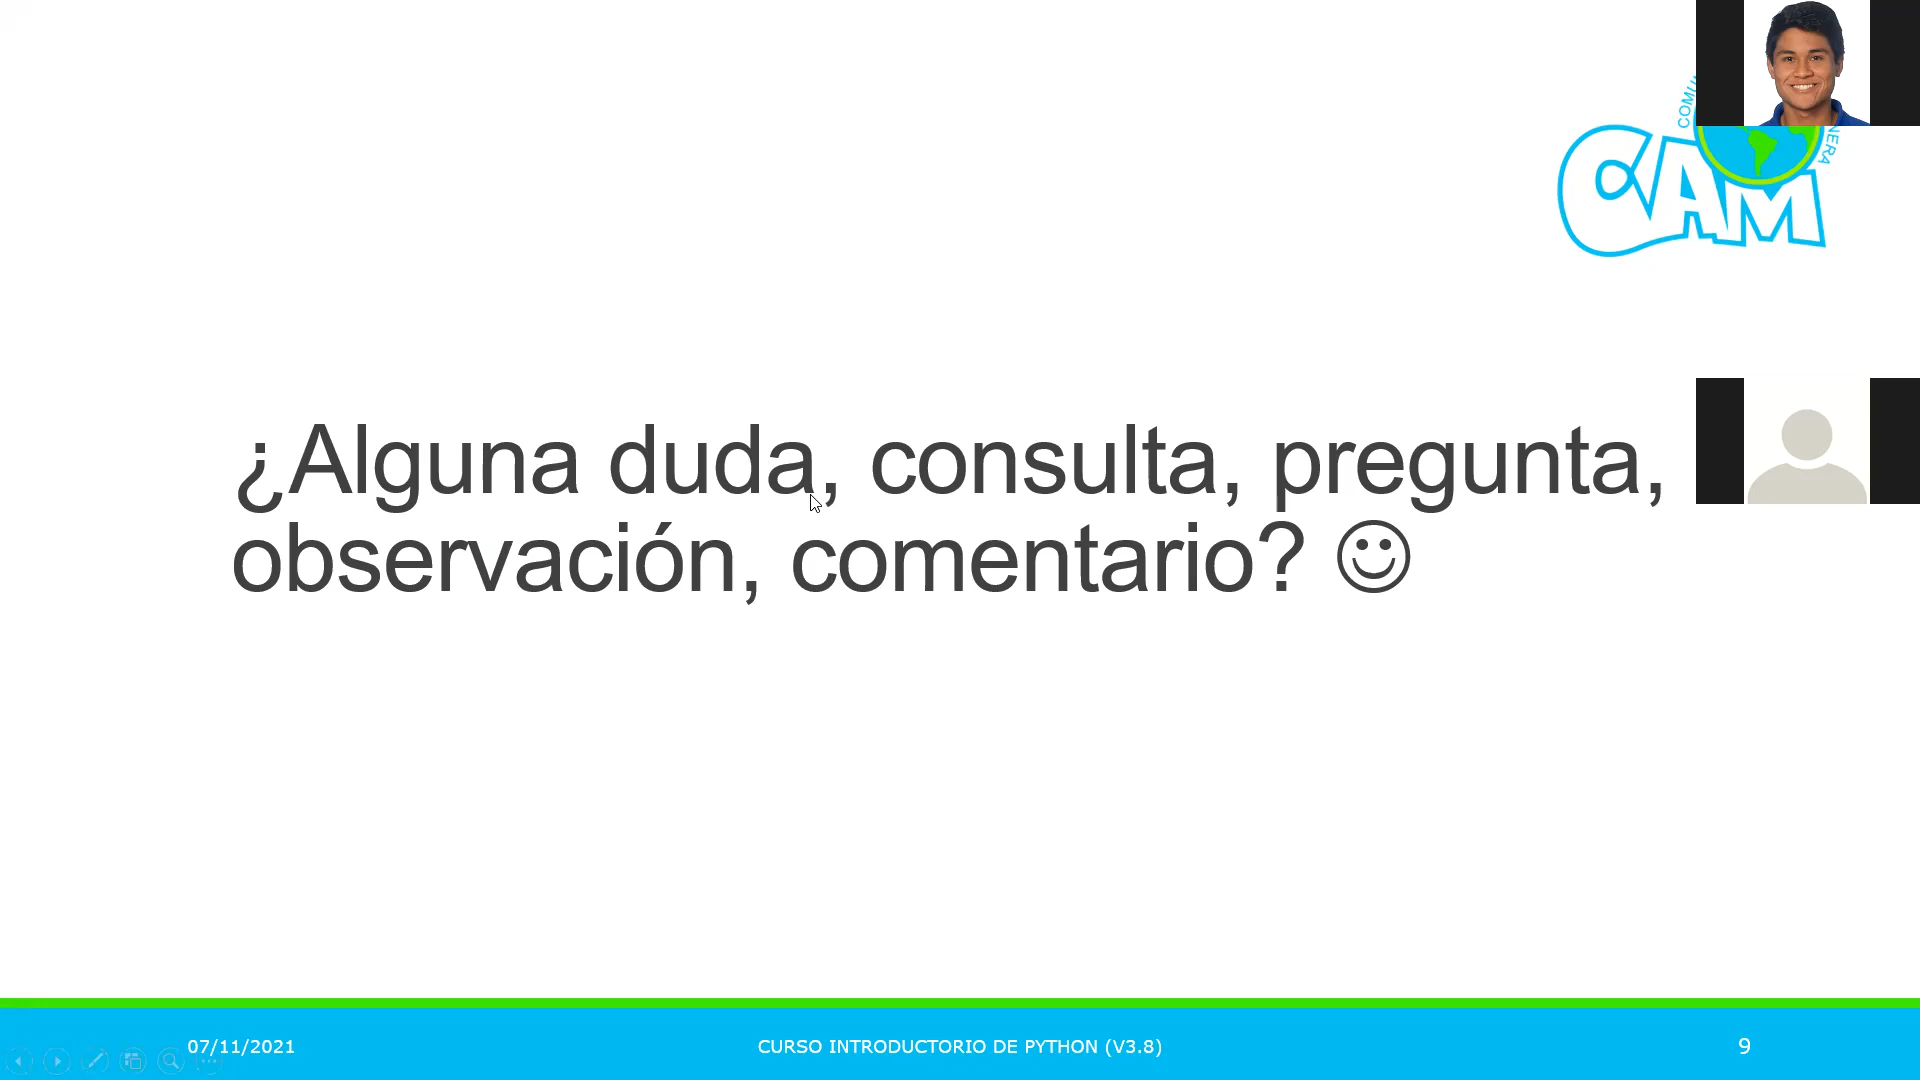 CAM
¿Alguna duda, consulta, pregunta,
observación, comentario? ☺
07/11/2021
CURSO INTRODUCTORIO DE PYTHON (V3.8)
9